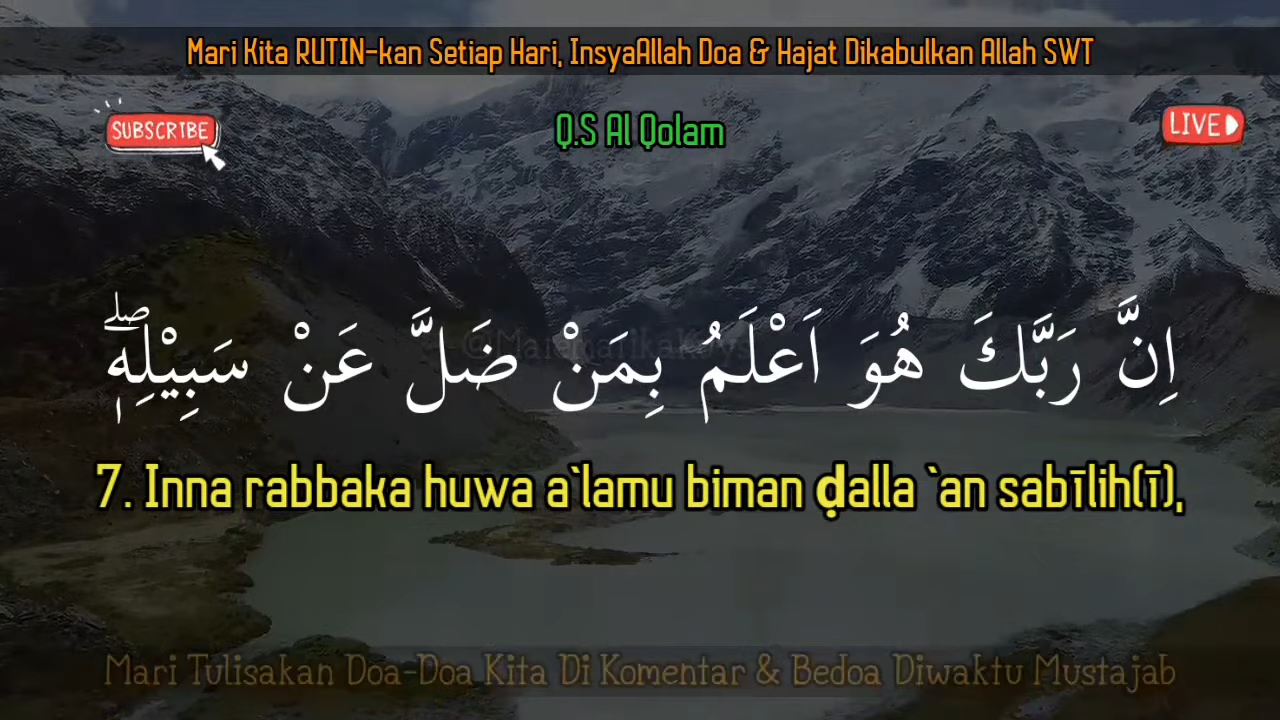 Mari Kita RUTIN-kan Setiap Hari, InsyaAllah Doa & Hajat Dikabulkan Allah SWT
SUBSCRIBE
Q.S Al Qolam
LIVE
اِنَّ رَبَّكَ هُوَ اَعْلَمُ بِمَنْ ضَلَّ عَنْ سَبِيْلِهٖۖ
7. Inna rabbaka huwa a`lamu biman ḍalla `an sabīlih(ī),
Mari Tulisakan Doa-Doa Kita Di Komentar & Bedoa Diwaktu Mustajab